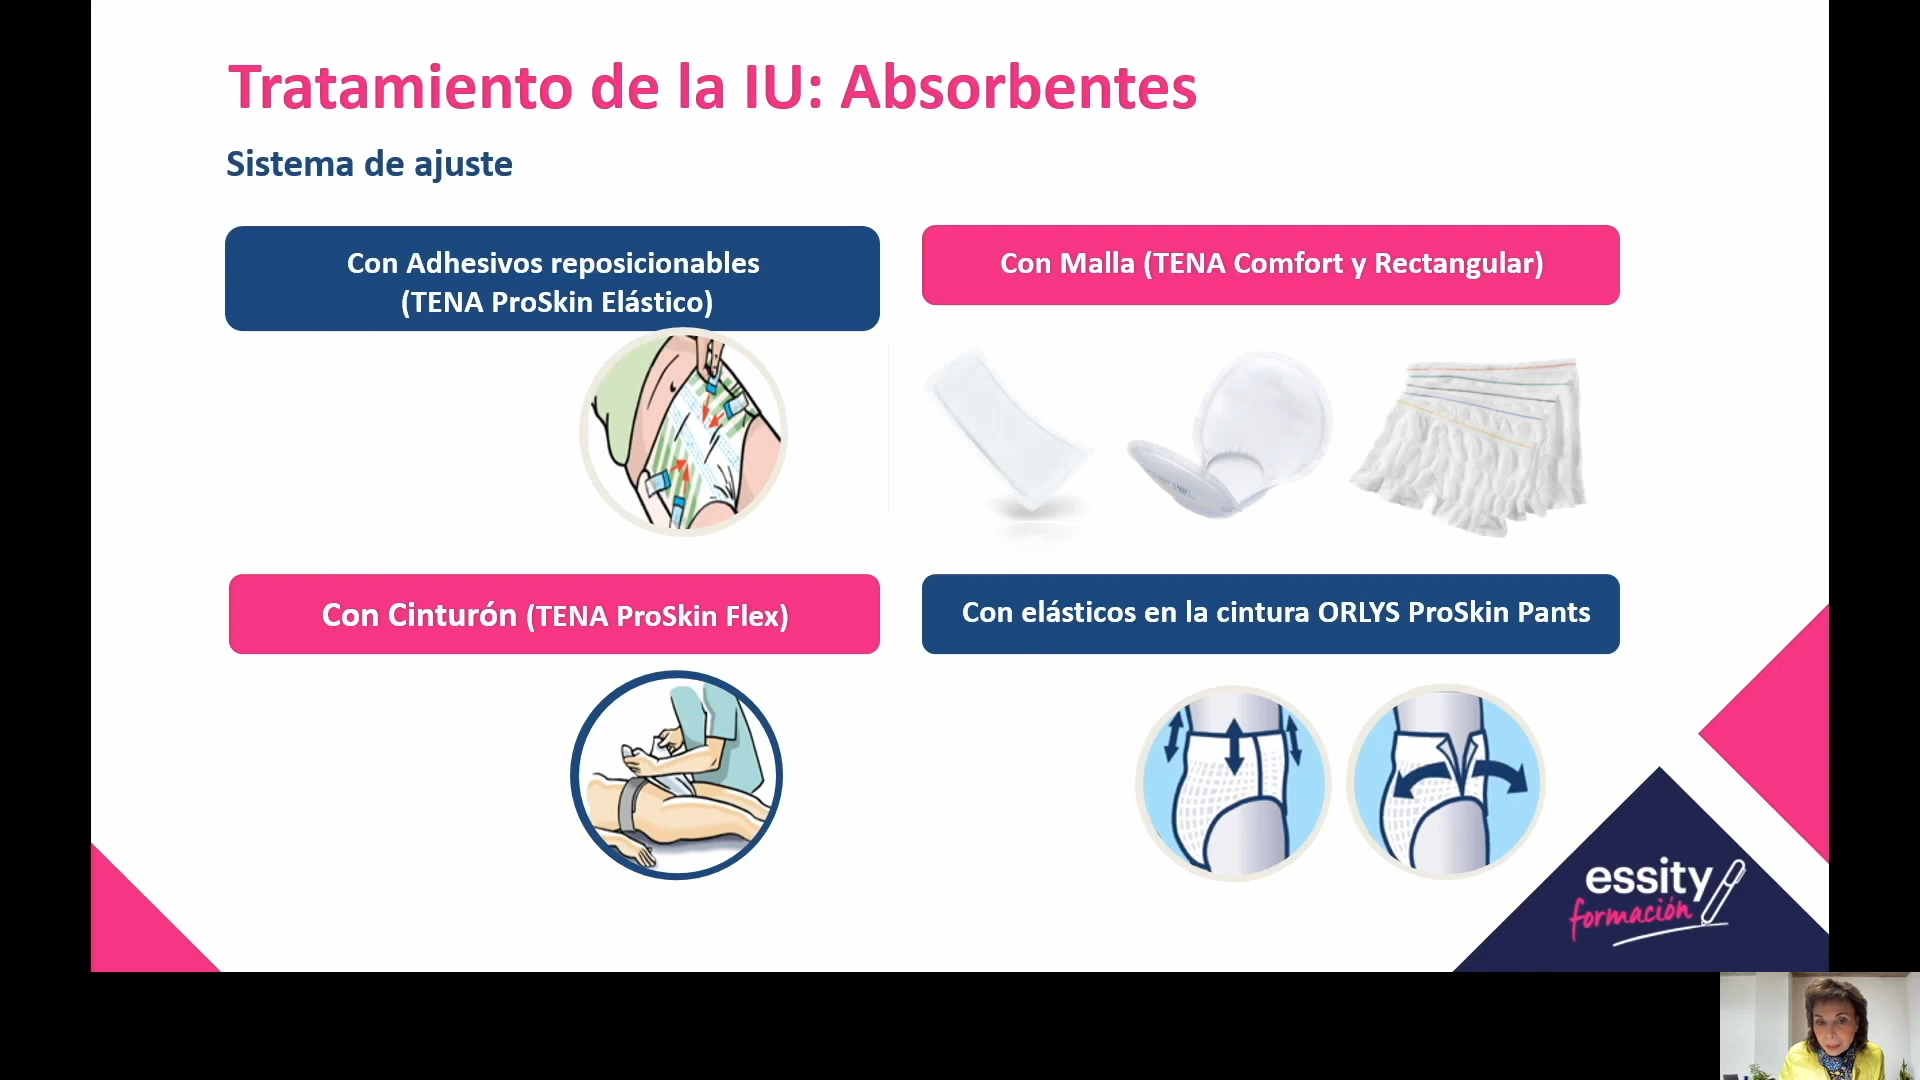 Tratamiento de la IU: Absorbentes
Sistema de ajuste
Con Adhesivos reposicionables
(TENA ProSkin Elástico)
Con Malla (TENA Comfort y Rectangular)
Con Cinturón (TENA ProSkin Flex)
Con elásticos en la cintura ORLYS ProSkin Pants
essity
formación